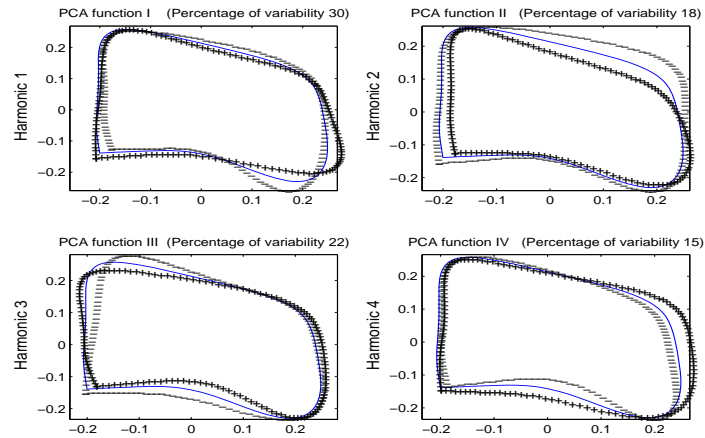 PCA function I (Percentage of variability 30)
Harmonic 1
0.2
0.1
0
−0.1
−0.2
−0.2 −0.1 0 0.1 0.2
PCA function II (Percentage of variability 18)
Harmonic 2
0.2
0.1
0
−0.1
−0.2
−0.2 −0.1 0 0.1 0.2
PCA function III (Percentage of variability 22)
Harmonic 3
0.2
0.1
0
−0.1
−0.2
−0.2 −0.1 0 0.1 0.2
PCA function IV (Percentage of variability 15)
Harmonic 4
0.2
0.1
0
−0.1
−0.2
−0.2 −0.1 0 0.1 0.2